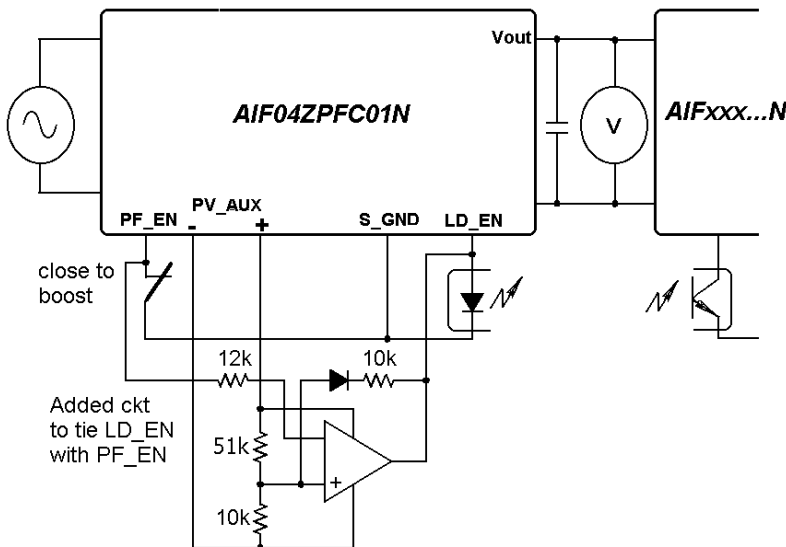 Vout
AIF04ZPFC01N
AIFxxx...N
V
PV_AUX
PF_EN - + S_GND LD_EN
close to
boost
12k
10k
Added ckt
to tie LD_EN
with PF_EN
51k
+
10k